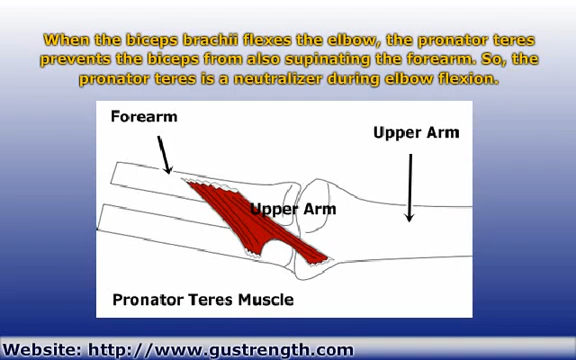 When the biceps brachii flexes the elbow, the pronator teres
prevents the biceps from also supinating the forearm. So, the
pronator teres is a neutralizer during elbow flexion.
Forearm
Upper Arm
Upper Arm
Pronator Teres Muscle
Website: http://www.gustrength.com